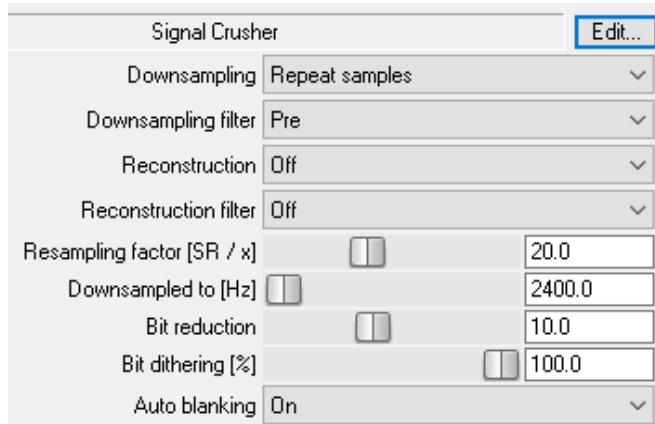 Signal Crusher Edit...
Downsampling Repeat samples
Downsampling filter Pre
Reconstruction Off
Reconstruction filter Off
Resampling factor [SR / x] 20.0
Downsampled to [Hz] 2400.0
Bit reduction 10.0
Bit dithering [%] 100.0
Auto blanking On